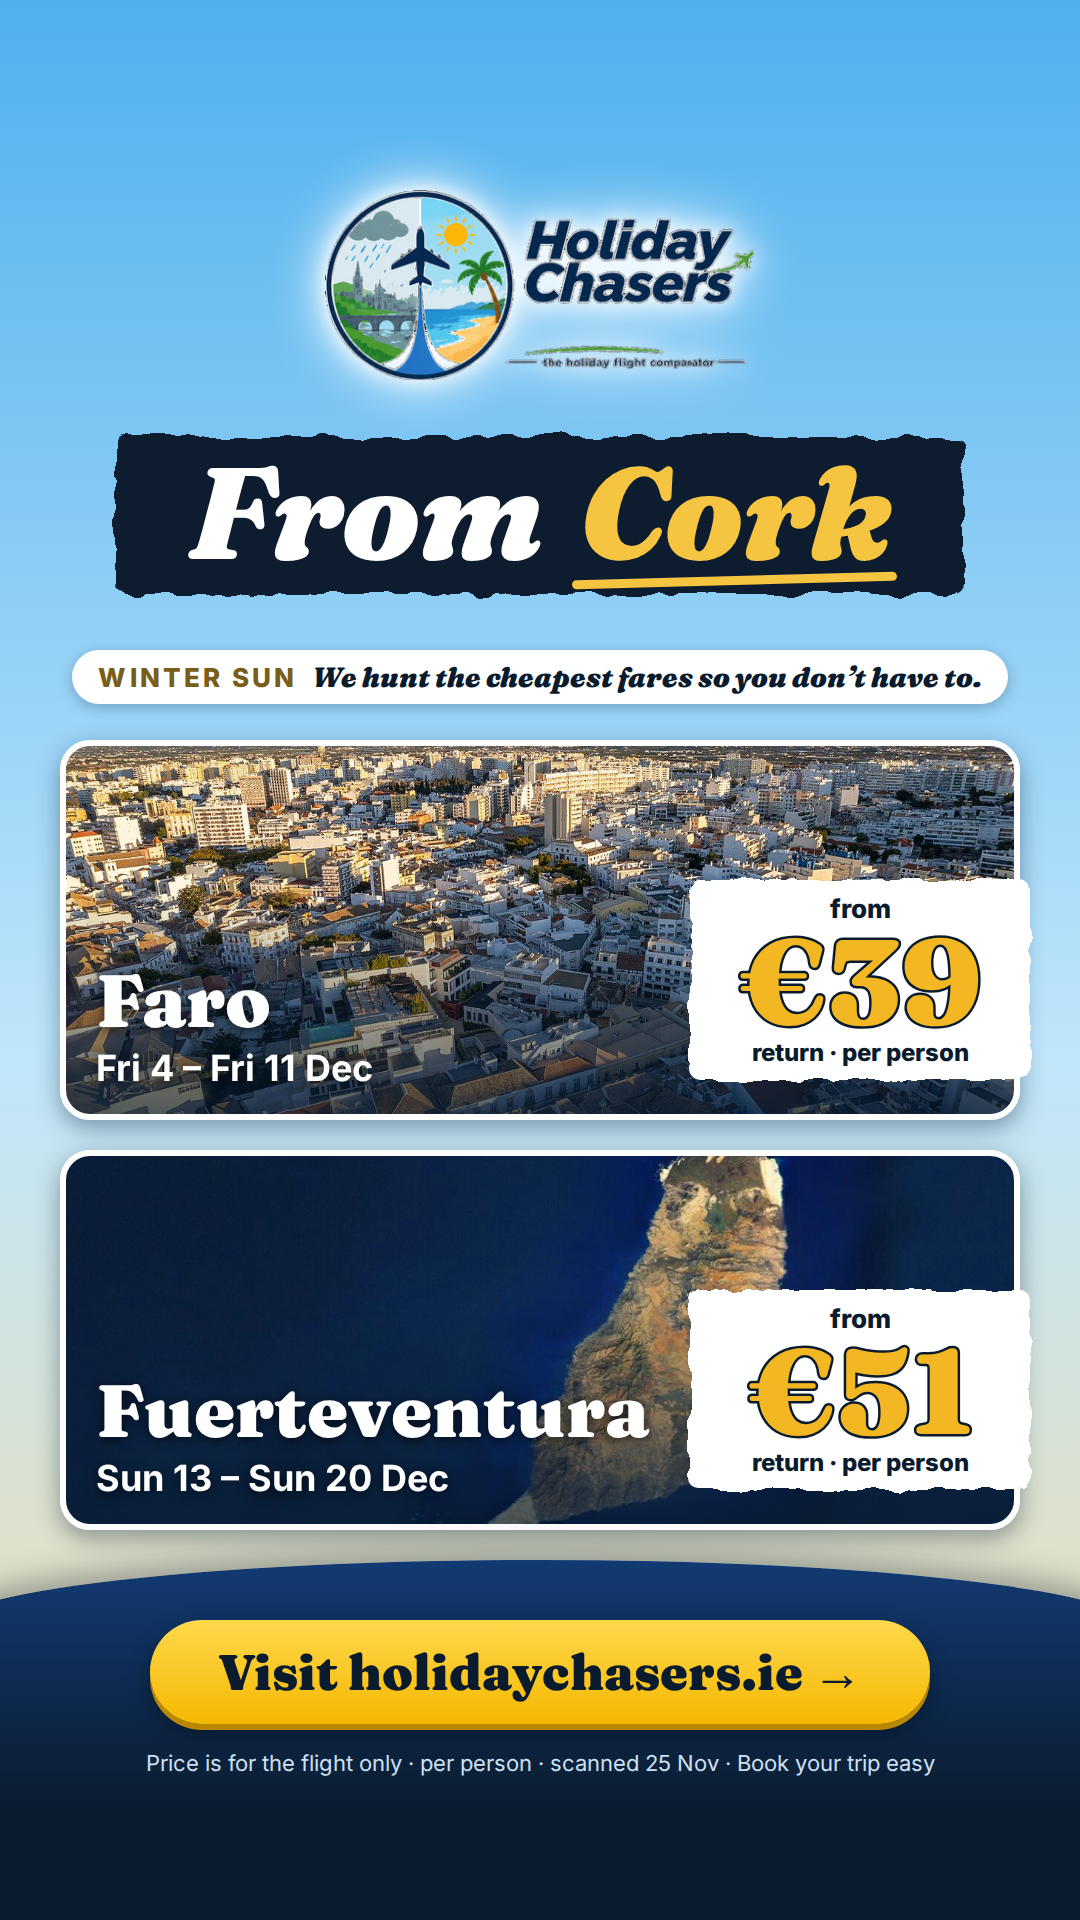 Holiday
Chasers
the holiday flight comparator
From Cork
WINTER SUN We hunt the cheapest fares so you don’t have to.
from
€39
return · per person
Faro
Fri 4 – Fri 11 Dec
from
€51
return · per person
Fuerteventura
Sun 13 – Sun 20 Dec
Visit holidaychasers.ie →
Price is for the flight only · per person · scanned 25 Nov · Book your trip easy